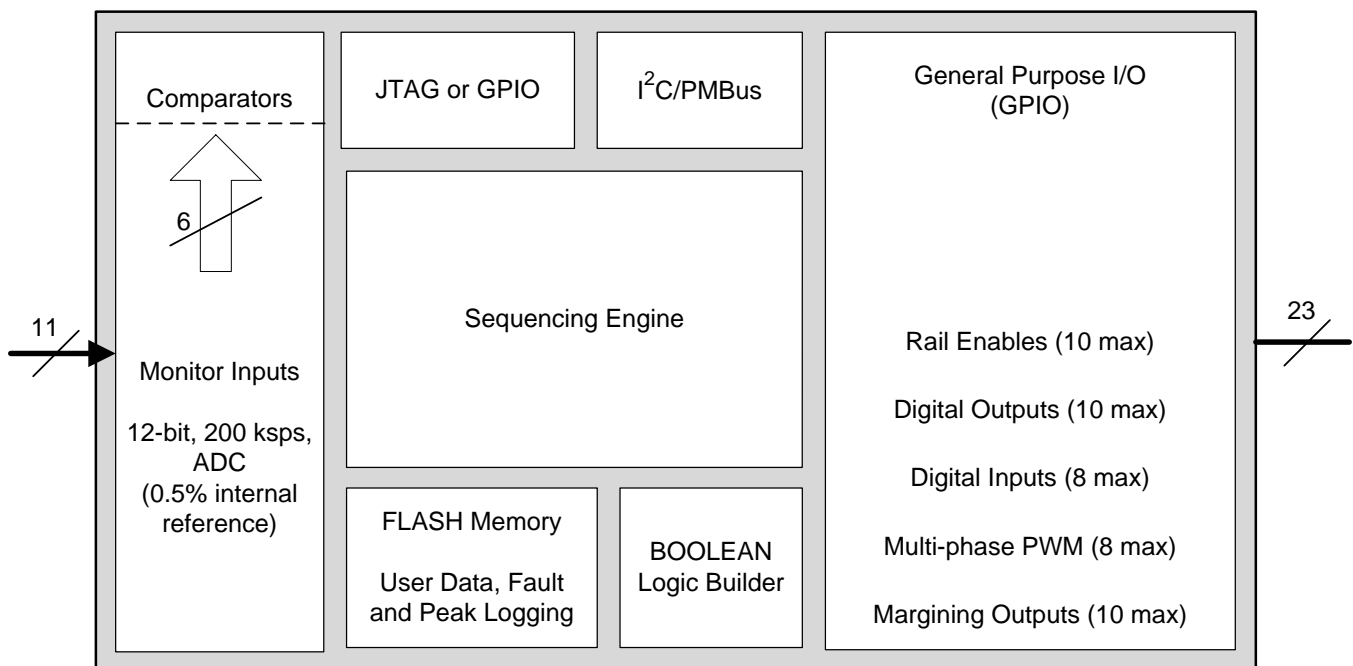 Comparators
6
11
Monitor Inputs
12-bit, 200 ksps,
ADC
(0.5% internal
reference)
JTAG or GPIO
I²C/PMBus
Sequencing Engine
FLASH Memory
User Data, Fault
and Peak Logging
BOOLEAN
Logic Builder
General Purpose I/O
(GPIO)
Rail Enables (10 max)
Digital Outputs (10 max)
Digital Inputs (8 max)
Multi-phase PWM (8 max)
Margining Outputs (10 max)
23